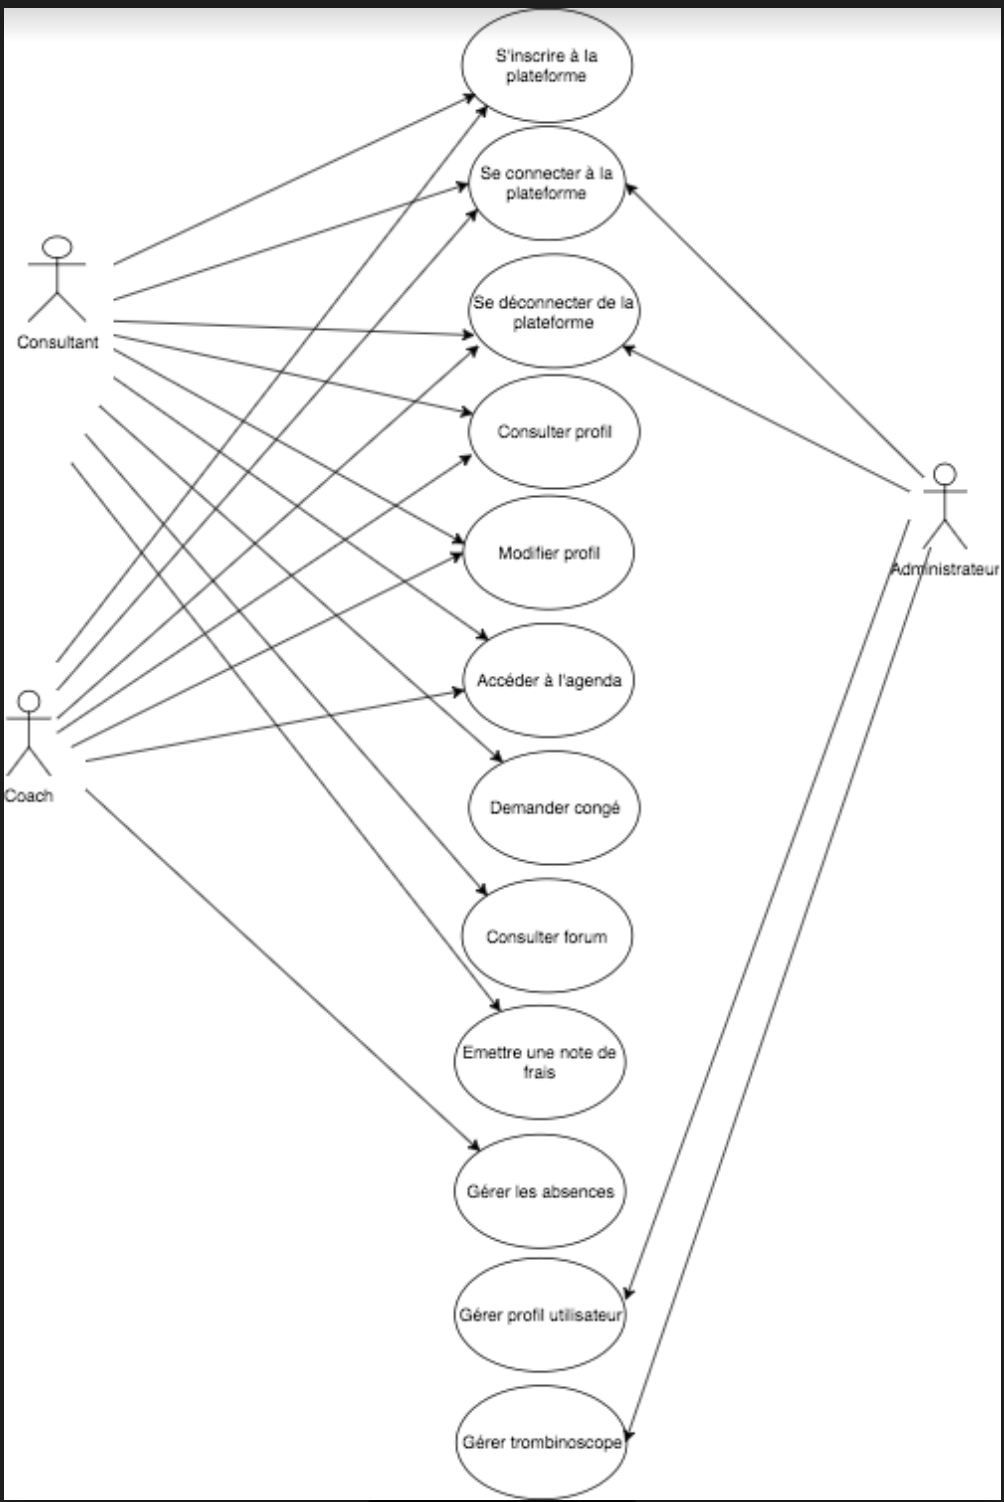 S'inscrire à la
plateforme
Se connecter à la
plateforme
Se déconnecter de la
plateforme
Consultant
Consulter profil
Modifier profil
Administrateur
Accéder à l'agenda
Coach
Demander congé
Consulter forum
Emettre une note de
frais
Gérer les absences
Gérer profil utilisateur
Gérer trombinoscope